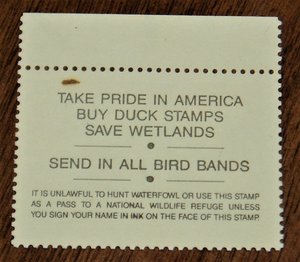 TAKE PRIDE IN AMERICA
BUY DUCK STAMPS
SAVE WETLANDS
SEND IN ALL BIRD BANDS
IT IS UNLAWFUL TO HUNT WATERFOWL OR USE THIS STAMP
AS A PASS TO A NATIONAL WILDLIFE REFUGE UNLESS
YOU SIGN YOUR NAME IN INK ON THE FACE OF THIS STAMP.